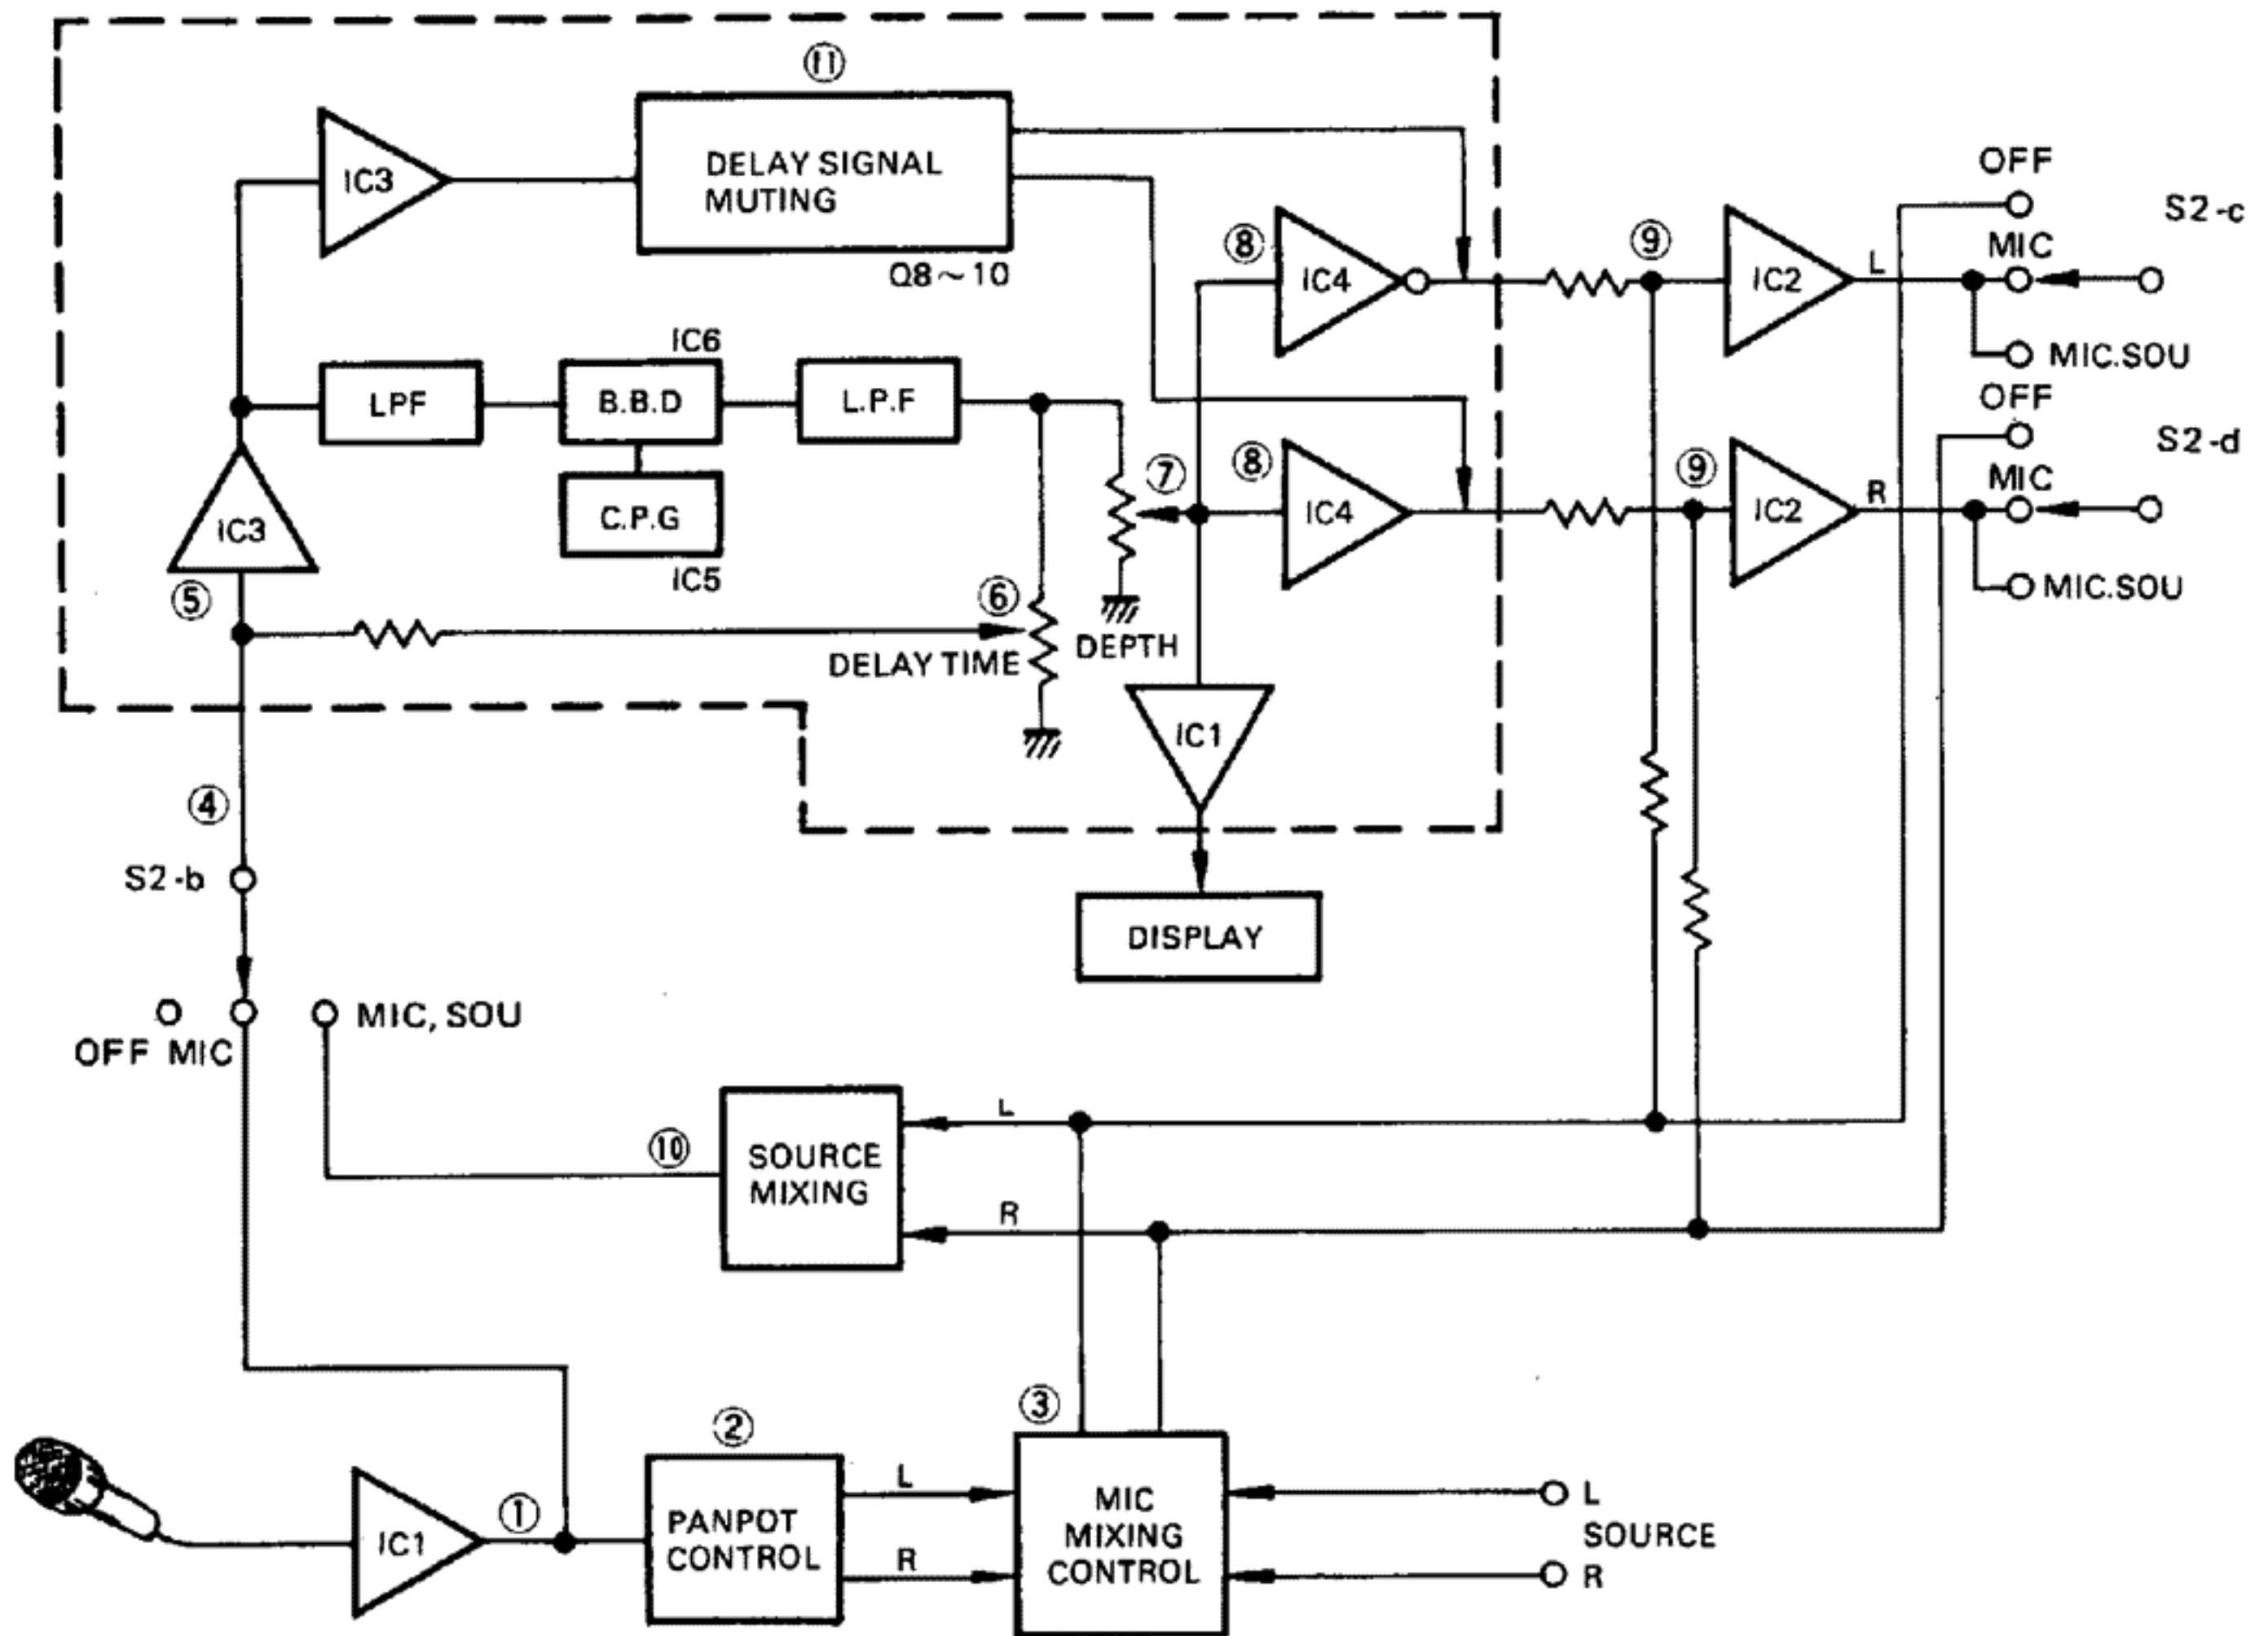 ⑪
IC3
DELAY SIGNAL
MUTING
Q8~10
⑧
IC4
⑨
IC2
L
OFF
S2-c
MIC
MIC.SOU
IC6
LPF
B.B.D
L.P.F
C.P.G
IC5
IC3
⑤
⑦
⑧
IC4
⑨
IC2
R
OFF
S2-d
MIC
MIC.SOU
⑥
DELAY TIME
DEPTH
IC1
④
S2-b
DISPLAY
OFF MIC
MIC, SOU
⑩
SOURCE
MIXING
L
R
①
IC1
②
PANPOT
CONTROL
L
R
③
MIC
MIXING
CONTROL
L
SOURCE
R